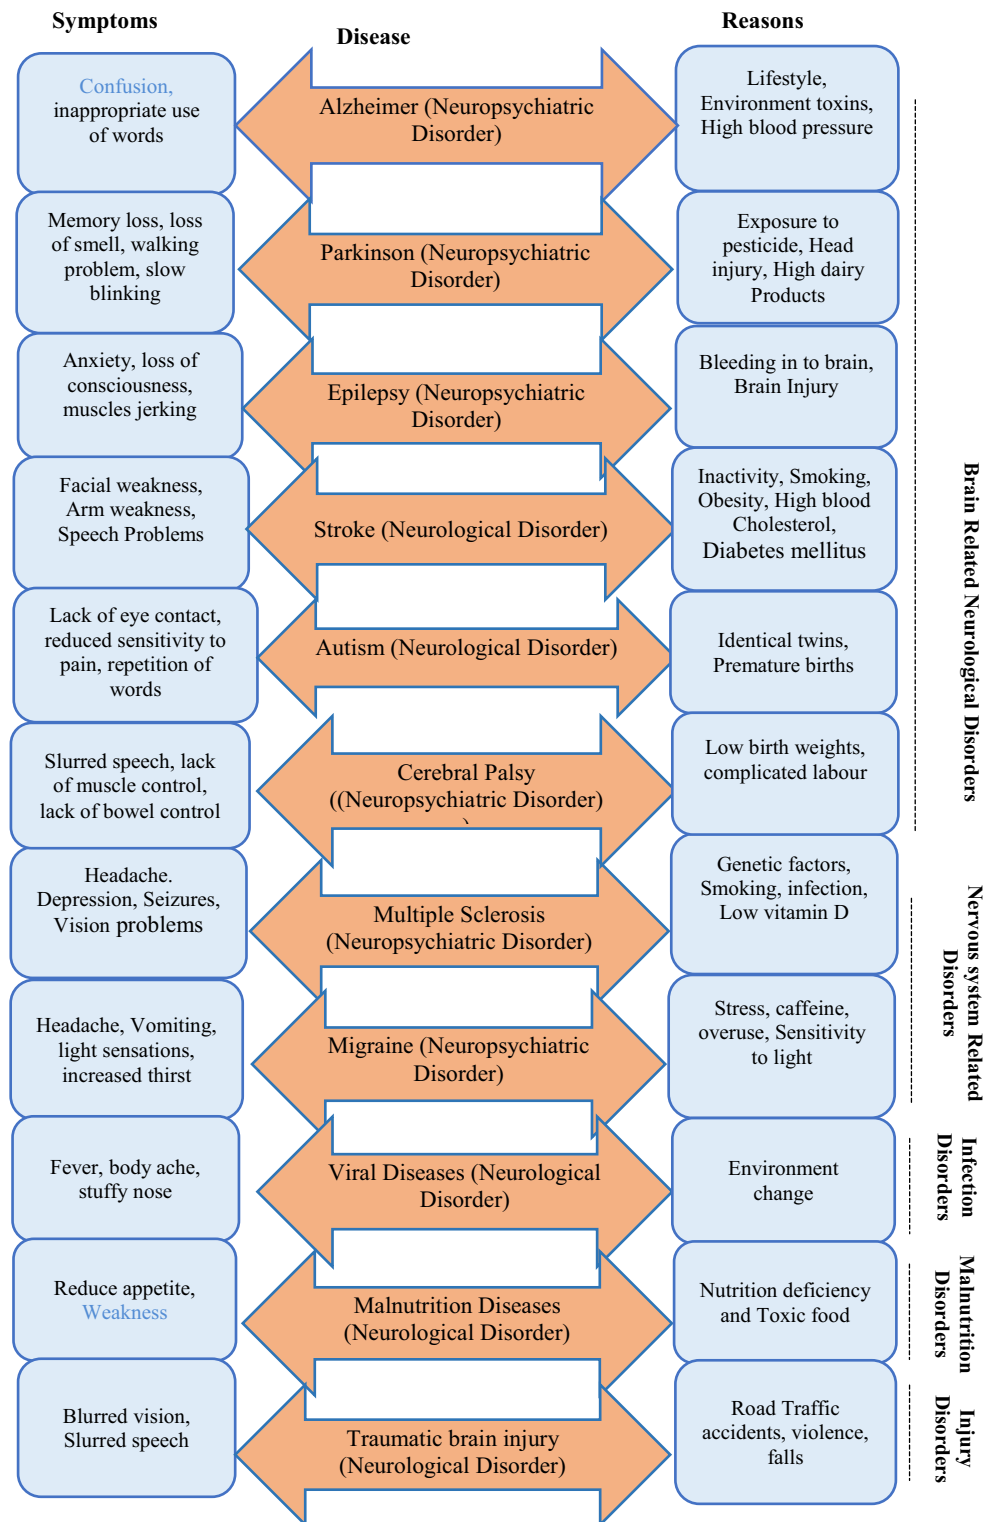 Symptoms
Disease
Reasons
Confusion,
inappropriate use
of words
Alzheimer (Neuropsychiatric
Disorder)
Lifestyle,
Environment toxins,
High blood pressure
Memory loss, loss
of smell, walking
problem, slow
blinking
Parkinson (Neuropsychiatric
Disorder)
Exposure to
pesticide, Head
injury, High dairy
Products
Anxiety, loss of
consciousness,
muscles jerking
Epilepsy (Neuropsychiatric
Disorder)
Bleeding in to brain,
Brain Injury
Facial weakness,
Arm weakness,
Speech Problems
Stroke (Neurological Disorder)
Inactivity, Smoking,
Obesity, High blood
Cholesterol,
Diabetes mellitus
Lack of eye contact,
reduced sensitivity to
pain, repetition of
words
Autism (Neurological Disorder)
Identical twins,
Premature births
Slurred speech, lack
of muscle control,
lack of bowel control
Cerebral Palsy
((Neuropsychiatric Disorder)
)
Low birth weights,
complicated labour
Brain Related Neurological Disorders
Headache.
Depression, Seizures,
Vision problems
Multiple Sclerosis
(Neuropsychiatric Disorder)
Genetic factors,
Smoking, infection,
Low vitamin D
Headache, Vomiting,
light sensations,
increased thirst
Migraine (Neuropsychiatric
Disorder)
Stress, caffeine,
overuse, Sensitivity
to light
Nervous system Related
Disorders
Fever, body ache,
stuffy nose
Viral Diseases (Neurological
Disorder)
Environment
change
Infection
Disorders
Reduce appetite,
Weakness
Malnutrition Diseases
(Neurological Disorder)
Nutrition deficiency
and Toxic food
Malnutrition
Disorders
Blurred vision,
Slurred speech
Traumatic brain injury
(Neurological Disorder)
Road Traffic
accidents, violence,
falls
Injury
Disorders